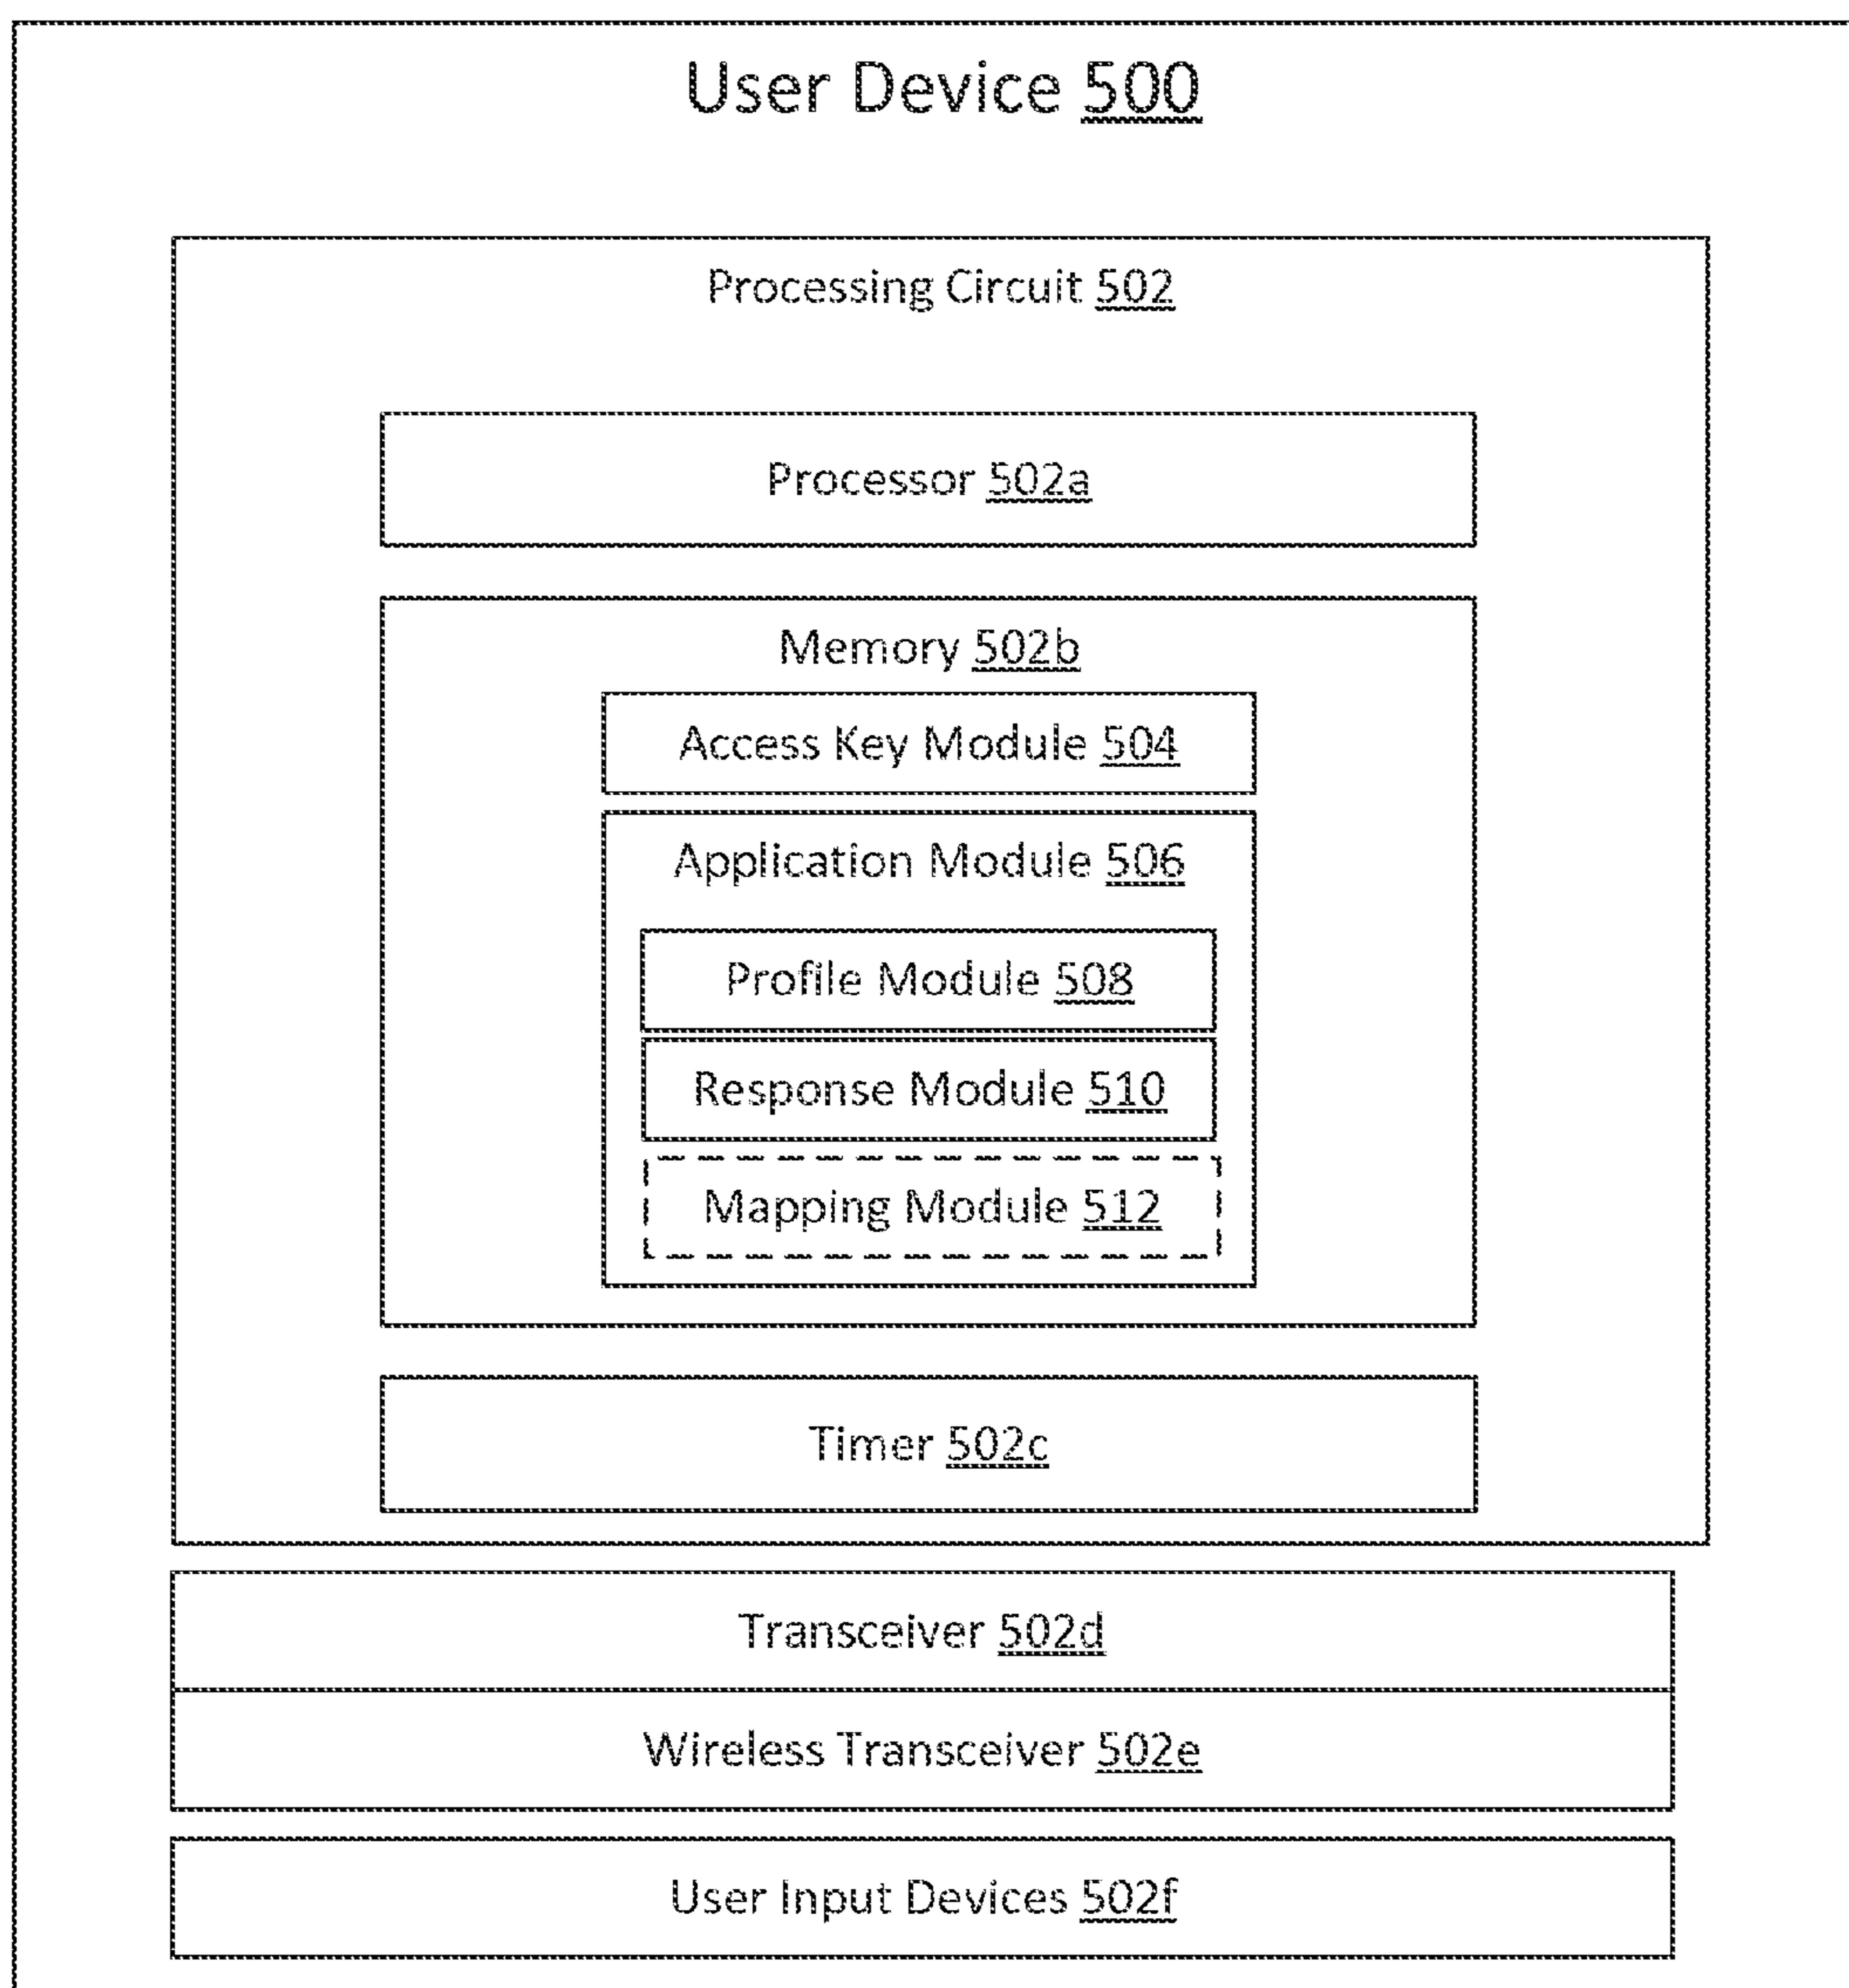 User Device 500
Processing Circuit 502
Processor 502a
Memory 502b
Access Key Module 504
Application Module 506
Profile Module 508
Response Module 510
Mapping Module 512
Timer 502c
Transceiver 502d
Wireless Transceiver 502e
User Input Devices 502f